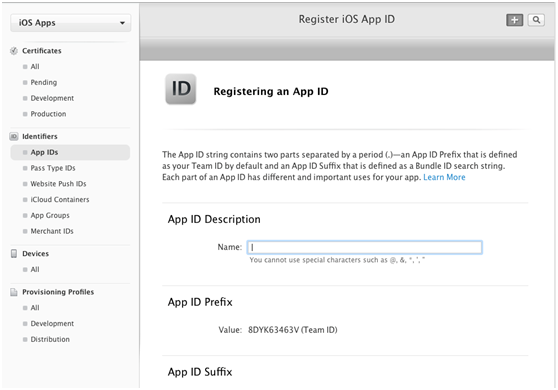 iOS Apps
Register iOS App ID
Certificates
All
Pending
Development
Production
Identifiers
App IDs
Pass Type IDs
Website Push IDs
iCloud Containers
App Groups
Merchant IDs
Devices
All
Provisioning Profiles
All
Development
Distribution
ID
Registering an App ID
The App ID string contains two parts separated by a period (.)—an App ID Prefix that is defined
as your Team ID by default and an App ID Suffix that is defined as a Bundle ID search string.
Each part of an App ID has different and important uses for your app. Learn More
App ID Description
Name:
You cannot use special characters such as @, &, *, ', "
App ID Prefix
Value: 8DYK63463V (Team ID)
App ID Suffix